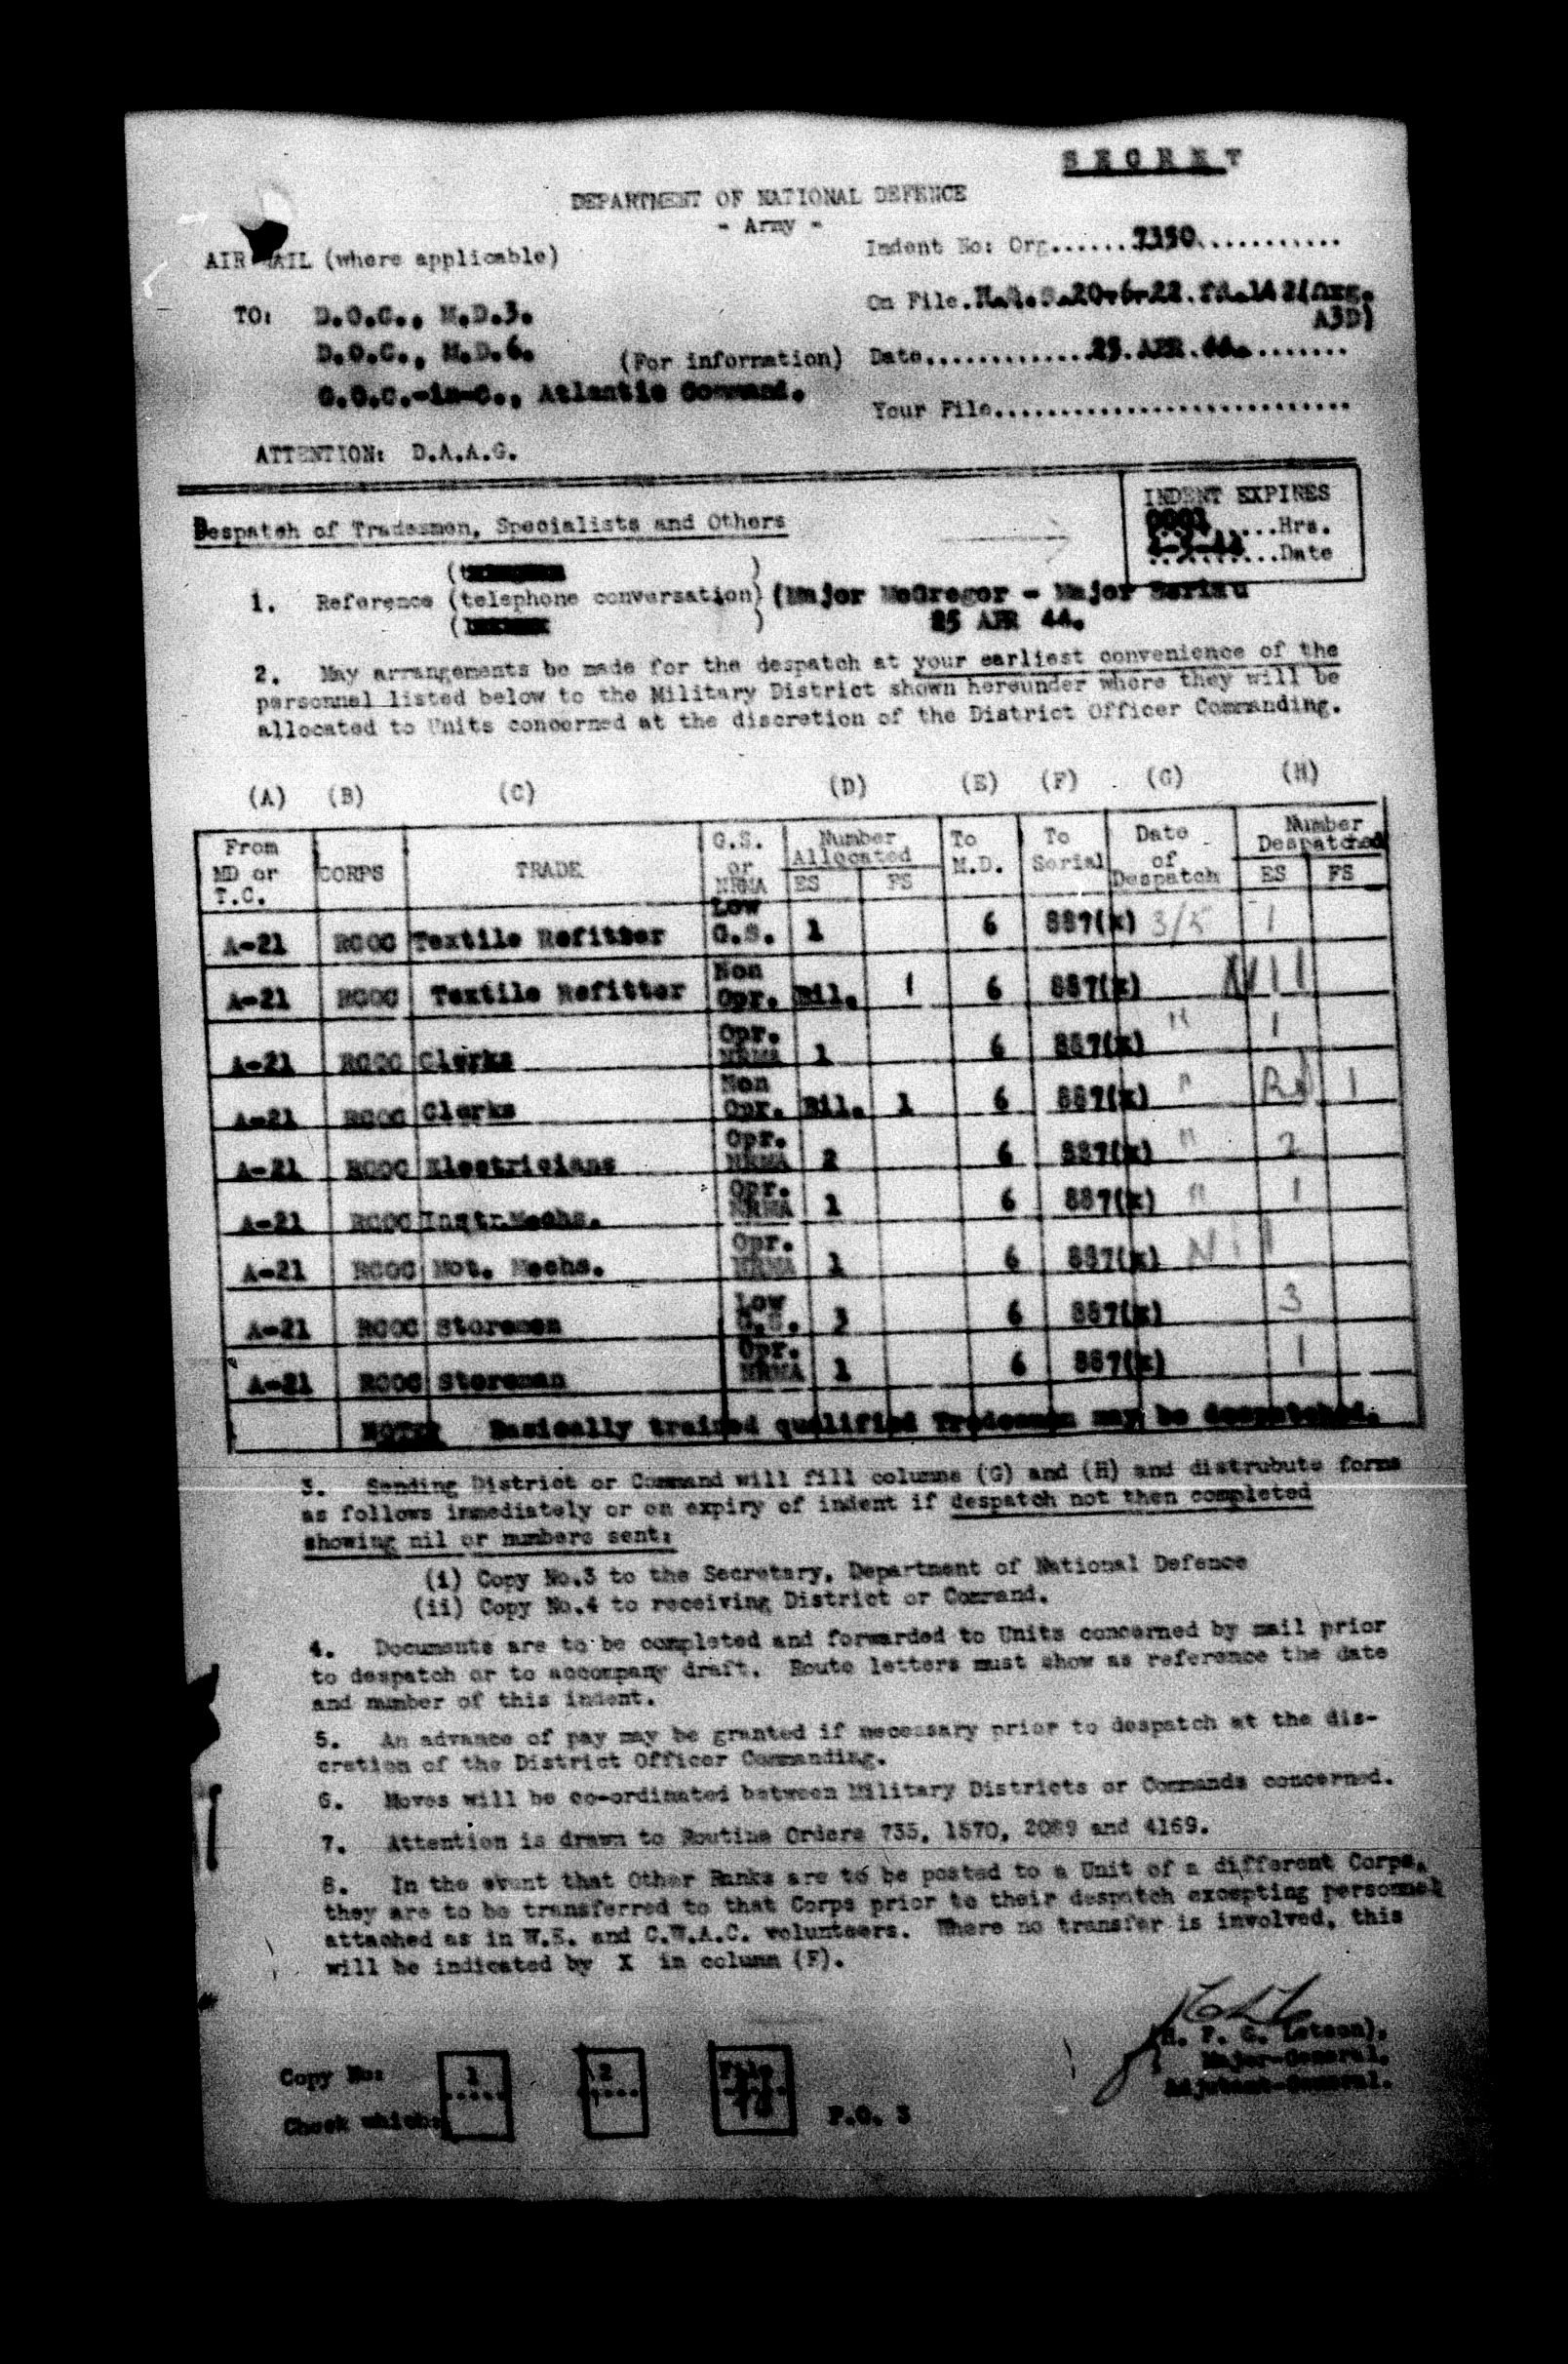 SECRET
DEPARTMENT OF NATIONAL DEFENCE
- Army -
AIR MAIL (where applicable)
Indent No: Org......7350...........
On File.H.Q.S.20-6-22.fd.142(Org.
A3D)
TO: D.O.C., M.D.3.
D.O.C., M.D.6. (For information)
Date.............25 APR 44.........
G.O.C.-in-C., Atlantic Command.
Your File...........................
ATTENTION: D.A.A.G.
INDENT EXPIRES
0001.....Hrs.
..........Date
Despatch of Tradesmen, Specialists and Others
1. Reference (telephone conversation) (Major McGregor - Major
25 APR 44.
2. May arrangements be made for the despatch at your earliest convenience of the
personnel listed below to the Military District shown hereunder where they will be
allocated to Units concerned at the discretion of the District Officer Commanding.
(A) (B) (C) (D) (E) (F) (G) (H)
From MD or T.C. CORPS TRADE G.S. or NRMA Number Allocated ES FS To M.D. To Serial Date of Despatch Number Despatched ES FS
A-21 RCOC Textile Refitter Low G.S. 1 6 887(x) 3/5 1
A-21 RCOC Textile Refitter Non Opr. Nil. 1 6 887(x)
A-21 RCOC Clerks Opr. NRMA 1 6 887(x) " 1
A-21 RCOC Clerks Non Opr. Nil. 1 6 887(x) " 1
A-21 RCOC Electricians Opr. NRMA 2 6 887(x) " 2
A-21 RCOC Instr.Mechs. Opr. NRMA 1 6 887(x) " 1
A-21 RCOC Mot. Mechs. Opr. NRMA 1 6 887(x) Nil
A-21 RCOC Storemen Low G.S. 3 6 887(x) 3
A-21 RCOC Storeman Opr. NRMA 1 6 887(x) 1
NOTE: Basically trained qualified Tradesmen may be despatched.
3. Sending District or Command will fill columns (G) and (H) and distrubute forms
as follows immediately or on expiry of indent if despatch not then completed
showing nil or numbers sent:
(i) Copy No.3 to the Secretary, Department of National Defence
(ii) Copy No.4 to receiving District or Command.
4. Documents are to be completed and forwarded to Units concerned by mail prior
to despatch or to accompany draft. Route letters must show as reference the date
and number of this indent.
5. An advance of pay may be granted if necessary prior to despatch at the dis-
cretion of the District Officer Commanding.
6. Moves will be co-ordinated between Military Districts or Commands concerned.
7. Attention is drawn to Routine Orders 735, 1570, 2089 and 4169.
8. In the event that Other Ranks are to be posted to a Unit of a different Corps,
they are to be transferred to that Corps prior to their despatch excepting personnel
attached as in W.E. and C.W.A.C. volunteers. Where no transfer is involved, this
will be indicated by X in column (F).
(H. F. G. Letson),
Major-General.
Adjutant-General.
Copy No: 1 2 File
Check which:
P.O. 3